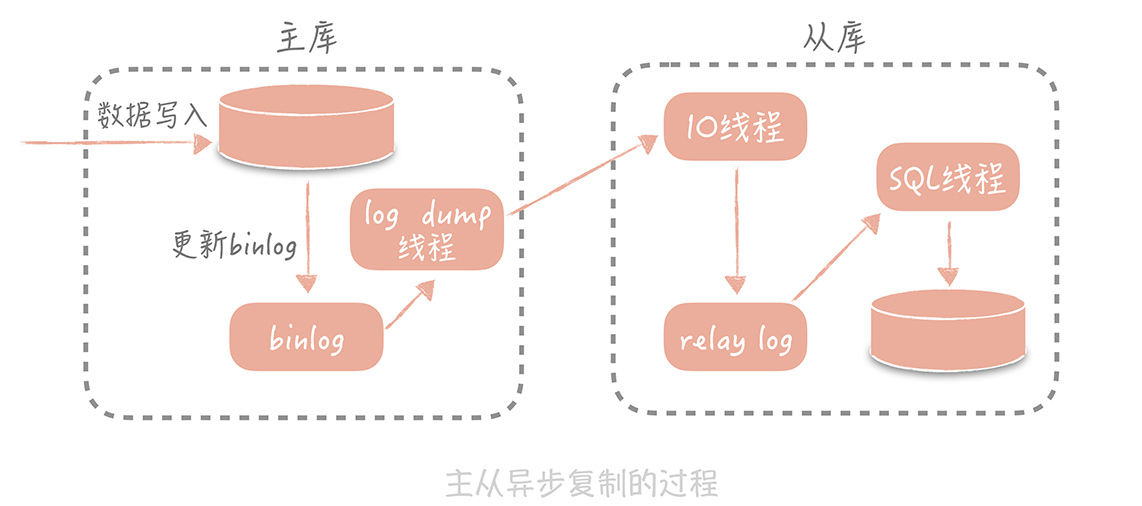 主库
数据写入
更新binlog
log dump
线程
binlog
从库
IO线程
relay log
SQL线程
主从异步复制的过程